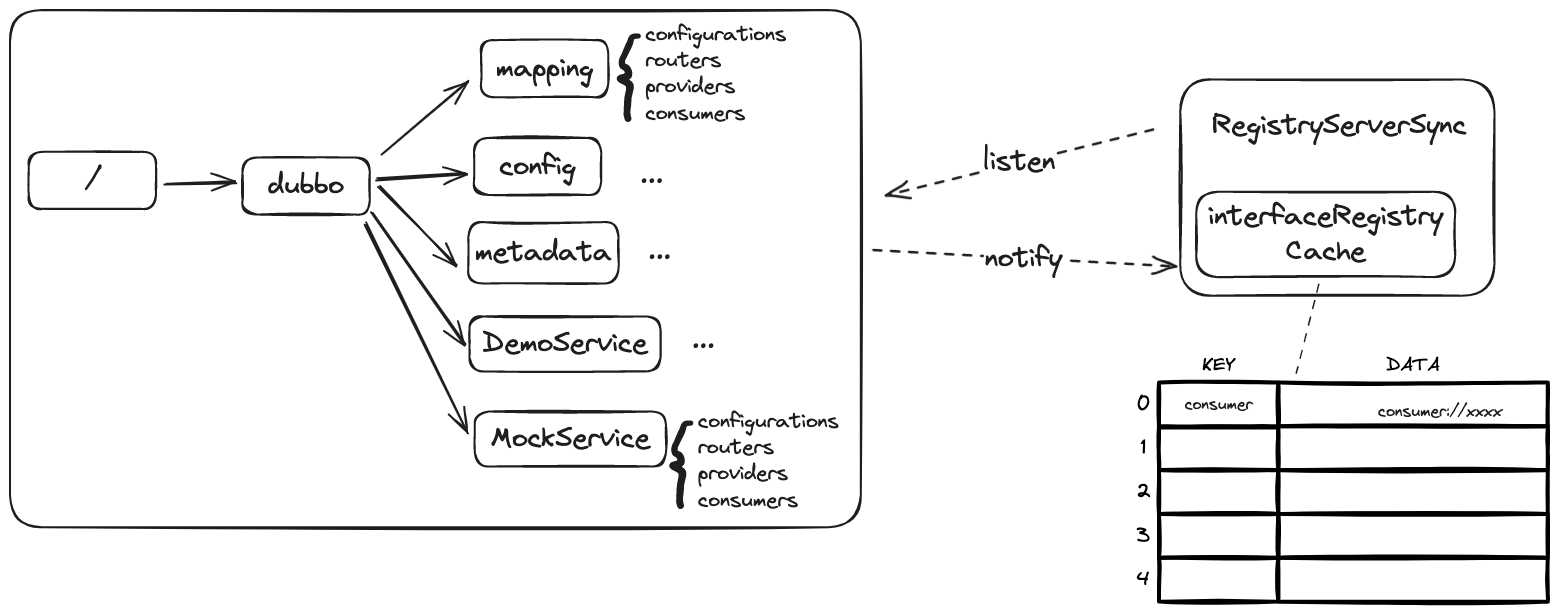 /
dubbo
mapping
configurations
routers
providers
consumers
config
...
metadata
...
DemoService
...
MockService
configurations
routers
providers
consumers
listen
notify
RegistryServerSync
interfaceRegistry
Cache
KEY DATA
0 consumer consumer://xxxx
1
2
3
4